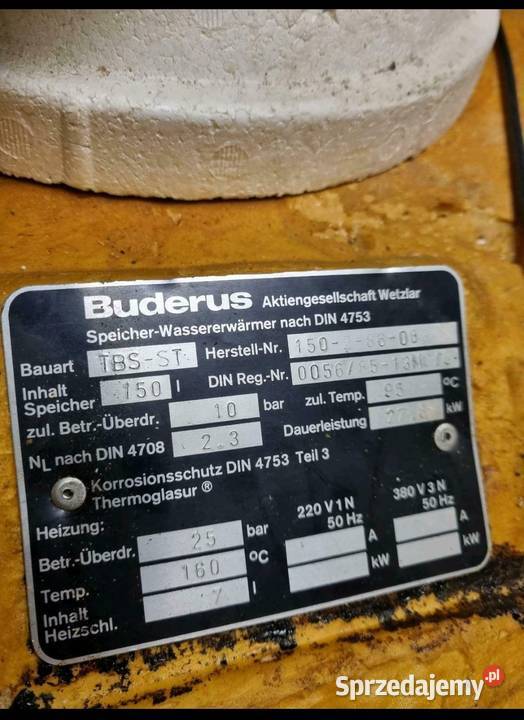 Buderus Aktiengesellschaft Wetzlar
Speicher-Wassererwärmer nach DIN 4753
Bauart TBS-ST Herstell-Nr.
Inhalt Speicher 150 l DIN Reg.-Nr.
zul. Betr.-Überdr. 10 bar zul. Temp. 95 °C
NL nach DIN 4708 2.3 Dauerleistung kW
Korrosionsschutz DIN 4753 Teil 3
Thermoglasur ®
Heizung: 220 V 1 N 50 Hz 380 V 3 N 50 Hz
Betr.-Überdr. 25 bar A A
Temp. 160 °C kW kW
Inhalt Heizschl. l
Sprzedajemy.pl